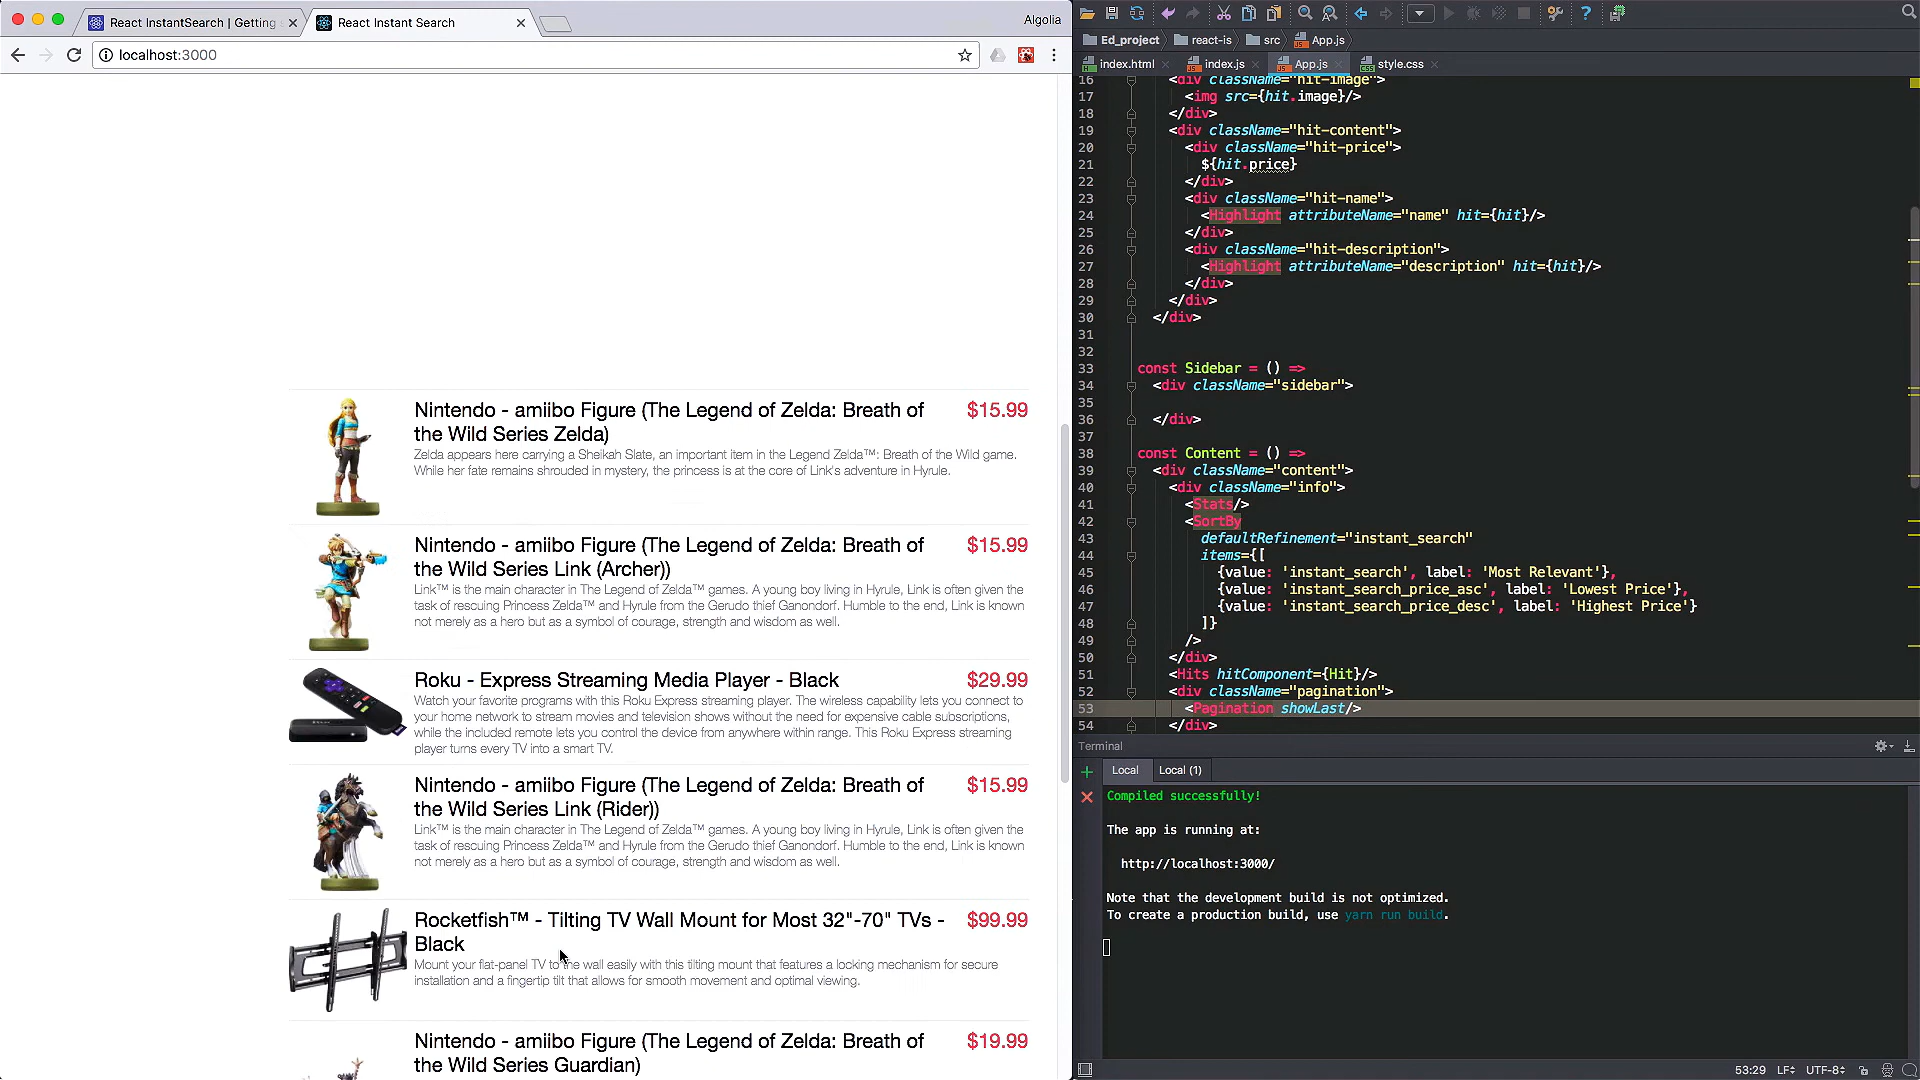 React InstantSearch | Getting
React Instant Search
Algolia
localhost:3000
Nintendo - amiibo Figure (The Legend of Zelda: Breath of
the Wild Series Zelda)
$15.99
Zelda appears here carrying a Sheikah Slate, an important item in the Legend Zelda™: Breath of the Wild game.
While her fate remains shrouded in mystery, the princess is at the core of Link's adventure in Hyrule.
Nintendo - amiibo Figure (The Legend of Zelda: Breath of
the Wild Series Link (Archer))
$15.99
Link™ is the main character in The Legend of Zelda™ games. A young boy living in Hyrule, Link is often given the
task of rescuing Princess Zelda™ and Hyrule from the Gerudo thief Ganondorf. Humble to the end, Link is known
not merely as a hero but as a symbol of courage, strength and wisdom as well.
Roku - Express Streaming Media Player - Black
$29.99
Watch your favorite programs with this Roku Express streaming player. The wireless capability lets you connect to
your home network to stream movies and television shows without the need for expensive cable subscriptions,
while the included remote lets you control the device from anywhere within range. This Roku Express streaming
player turns every TV into a smart TV.
Nintendo - amiibo Figure (The Legend of Zelda: Breath of
the Wild Series Link (Rider))
$15.99
Link™ is the main character in The Legend of Zelda™ games. A young boy living in Hyrule, Link is often given the
task of rescuing Princess Zelda™ and Hyrule from the Gerudo thief Ganondorf. Humble to the end, Link is known
not merely as a hero but as a symbol of courage, strength and wisdom as well.
Rocketfish™ - Tilting TV Wall Mount for Most 32"-70" TVs -
Black
$99.99
Mount your flat-panel TV to the wall easily with this tilting mount that features a locking mechanism for secure
installation and a fingertip tilt that allows for smooth movement and optimal viewing.
Nintendo - amiibo Figure (The Legend of Zelda: Breath of
the Wild Series Guardian)
$19.99
Ed_project
react-is
src
App.js
index.html
index.js
App.js
style.css
16 <div className="hit-image">
17 <img src={hit.image}/>
18 </div>
19 <div className="hit-content">
20 <div className="hit-price">
21 ${hit.price}
22 </div>
23 <div className="hit-name">
24 <Highlight attributeName="name" hit={hit}/>
25 </div>
26 <div className="hit-description">
27 <Highlight attributeName="description" hit={hit}/>
28 </div>
29 </div>
30 </div>
31
32
33 const Sidebar = () =>
34 <div className="sidebar">
35
36 </div>
37
38 const Content = () =>
39 <div className="content">
40 <div className="info">
41 <Stats/>
42 <SortBy
43 defaultRefinement="instant_search"
44 items={[
45 {value: 'instant_search', label: 'Most Relevant'},
46 {value: 'instant_search_price_asc', label: 'Lowest Price'},
47 {value: 'instant_search_price_desc', label: 'Highest Price'}
48 ]}
49 />
50 </div>
51 <Hits hitComponent={Hit}/>
52 <div className="pagination">
53 <Pagination showLast/>
54 </div>
Terminal
Local
Local (1)
Compiled successfully!
The app is running at:
http://localhost:3000/
Note that the development build is not optimized.
To create a production build, use yarn run build.
53:29
LF
UTF-8